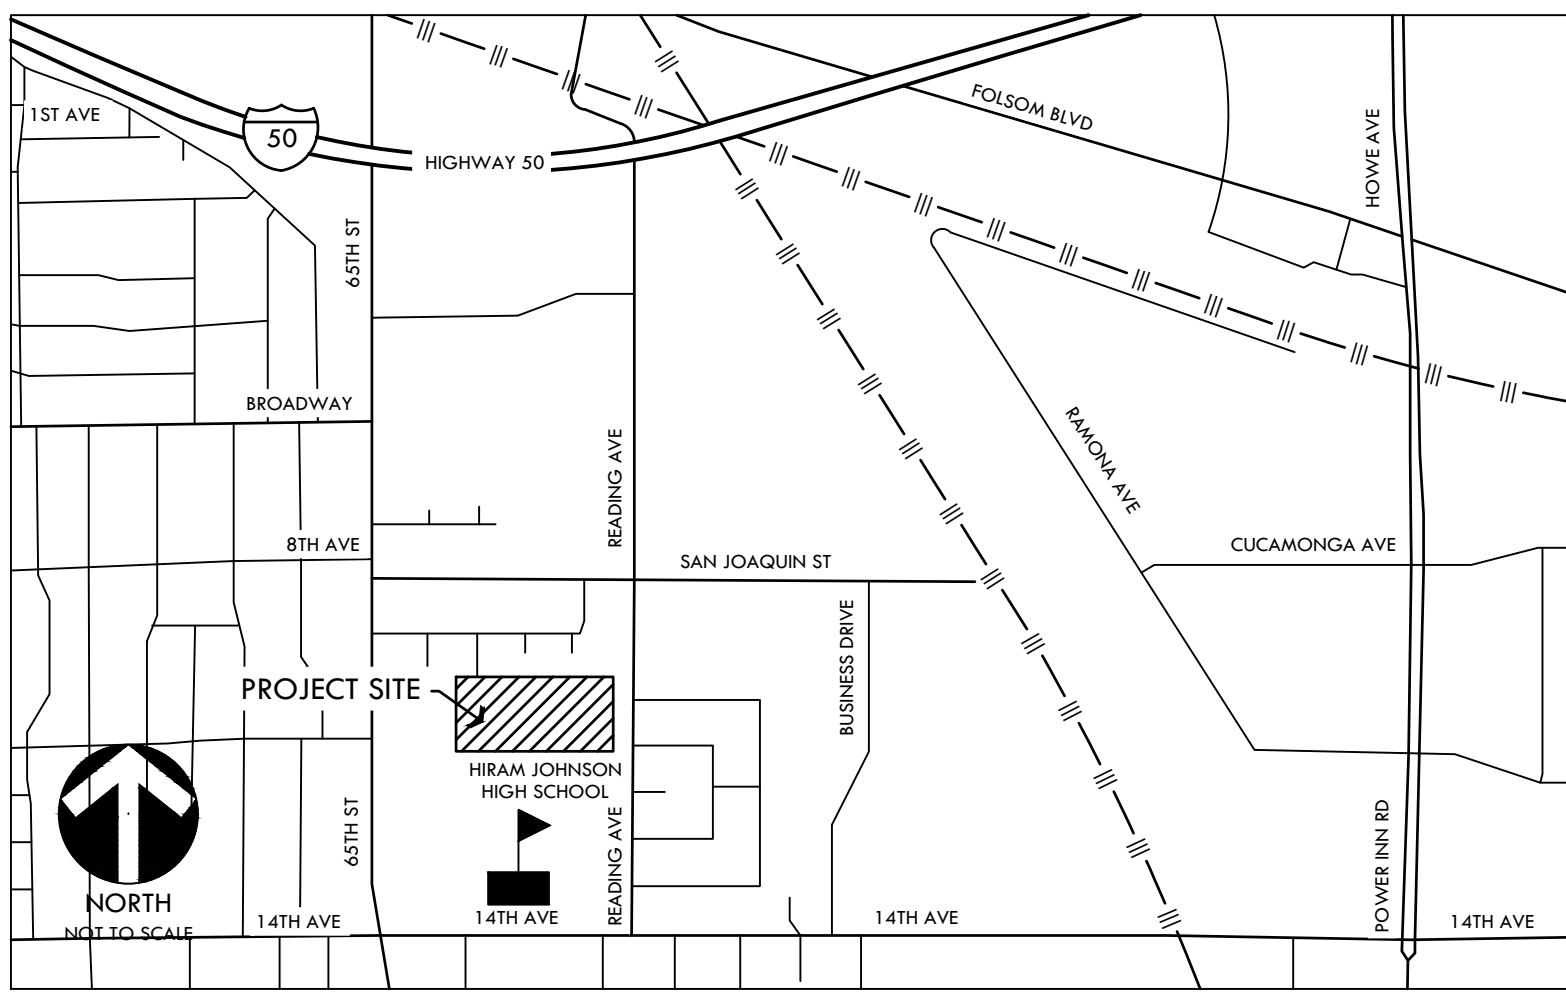 1ST AVE
50
HIGHWAY 50
FOLSOM BLVD
HOWE AVE
65TH ST
BROADWAY
READING AVE
RAMONA AVE
8TH AVE
SAN JOAQUIN ST
CUCAMONGA AVE
BUSINESS DRIVE
PROJECT SITE
HIRAM JOHNSON
HIGH SCHOOL
65TH ST
READING AVE
POWER INN RD
NORTH
NOT TO SCALE
14TH AVE
14TH AVE
14TH AVE
14TH AVE